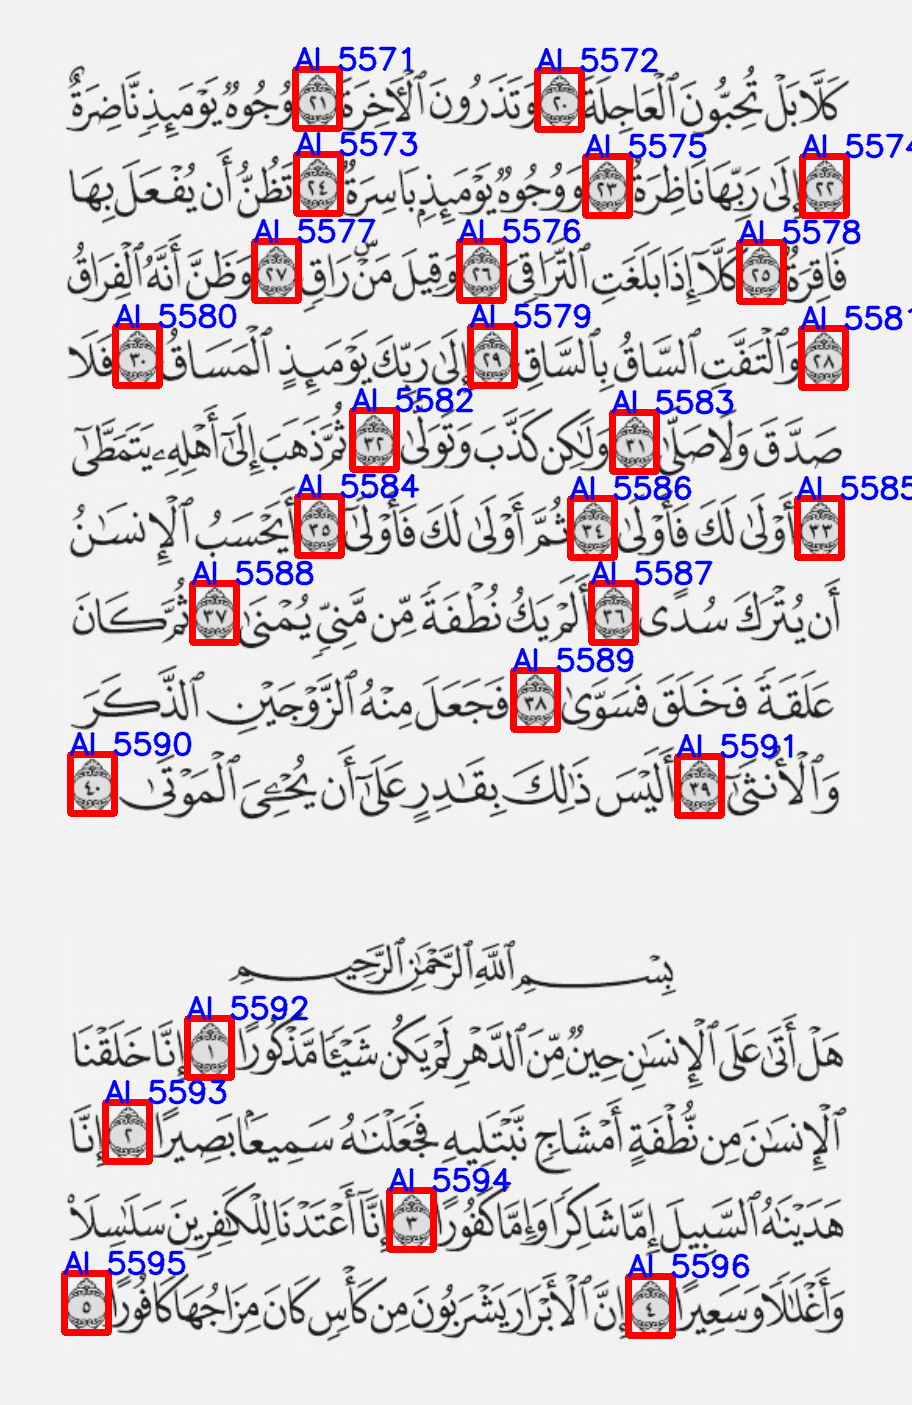 AI 5571 AI 5572
كَلَّا بَلْ تُحِبُّونَ ٱلْعَاجِلَةَ ٢٠ وَتَذَرُونَ ٱلْـَٔاخِرَةَ ٢١ وُجُوهٌ يَوْمَئِذٍ نَّاضِرَةٌ
AI 5573 AI 5575 AI 5574
إِلَىٰ رَبِّهَا نَاظِرَةٌ ٢٣ وَوُجُوهٌ يَوْمَئِذٍۭ بَاسِرَةٌ ٢٤ تَظُنُّ أَن يُفْعَلَ بِهَا ٢٢
AI 5577 AI 5576 AI 5578
فَاقِرَةٌ ٢٥ كَلَّآ إِذَا بَلَغَتِ ٱلتَّرَاقِىَ ٢٦ وَقِيلَ مَنْ ۜ رَاقٍ ٢٧ وَظَنَّ أَنَّهُ ٱلْفِرَاقُ
AI 5580 AI 5579 AI 5581
٢٨ وَٱلْتَفَّتِ ٱلسَّاقُ بِٱلسَّاقِ ٢٩ إِلَىٰ رَبِّكَ يَوْمَئِذٍ ٱلْمَسَاقُ ٣٠ فَلَا
AI 5582 AI 5583
صَدَّقَ وَلَا صَلَّىٰ ٣١ وَلَـٰكِن كَذَّبَ وَتَوَلَّىٰ ٣٢ ثُمَّ ذَهَبَ إِلَىٰٓ أَهْلِهِۦ يَتَمَطَّىٰٓ
AI 5584 AI 5586 AI 5585
٣٣ أَوْلَىٰ لَكَ فَأَوْلَىٰ ٣٤ ثُمَّ أَوْلَىٰ لَكَ فَأَوْلَىٰٓ ٣٥ أَيَحْسَبُ ٱلْإِنسَـٰنُ
AI 5588 AI 5587
أَن يُتْرَكَ سُدًى ٣٦ أَلَمْ يَكُ نُطْفَةً مِّن مَّنِىٍّ يُمْنَىٰ ٣٧ ثُمَّ كَانَ
AI 5589
عَلَقَةً فَخَلَقَ فَسَوَّىٰ ٣٨ فَجَعَلَ مِنْهُ ٱلزَّوْجَيْنِ ٱلذَّكَرَ
AI 5590 AI 5591
وَٱلْأُنثَىٰٓ ٣٩ أَلَيْسَ ذَٰلِكَ بِقَـٰدِرٍ عَلَىٰٓ أَن يُحْـِۧىَ ٱلْمَوْتَىٰ ٤٠
بِسْمِ ٱللَّهِ ٱلرَّحْمَـٰنِ ٱلرَّحِيمِ
AI 5592
هَلْ أَتَىٰ عَلَى ٱلْإِنسَـٰنِ حِينٌ مِّنَ ٱلدَّهْرِ لَمْ يَكُن شَيْـًٔا مَّذْكُورًا ١ إِنَّا خَلَقْنَا
AI 5593
ٱلْإِنسَـٰنَ مِن نُّطْفَةٍ أَمْشَاجٍ نَّبْتَلِيهِ فَجَعَلْنَـٰهُ سَمِيعًۢا بَصِيرًا ٢ إِنَّا
AI 5594
هَدَيْنَـٰهُ ٱلسَّبِيلَ إِمَّا شَاكِرًا وَإِمَّا كَفُورًا ٣ إِنَّآ أَعْتَدْنَا لِلْكَـٰفِرِينَ سَلَـٰسِلَا۟
AI 5595 AI 5596
وَأَغْلَـٰلًا وَسَعِيرًا ٤ إِنَّ ٱلْأَبْرَارَ يَشْرَبُونَ مِن كَأْسٍ كَانَ مِزَاجُهَا كَافُورًا ٥